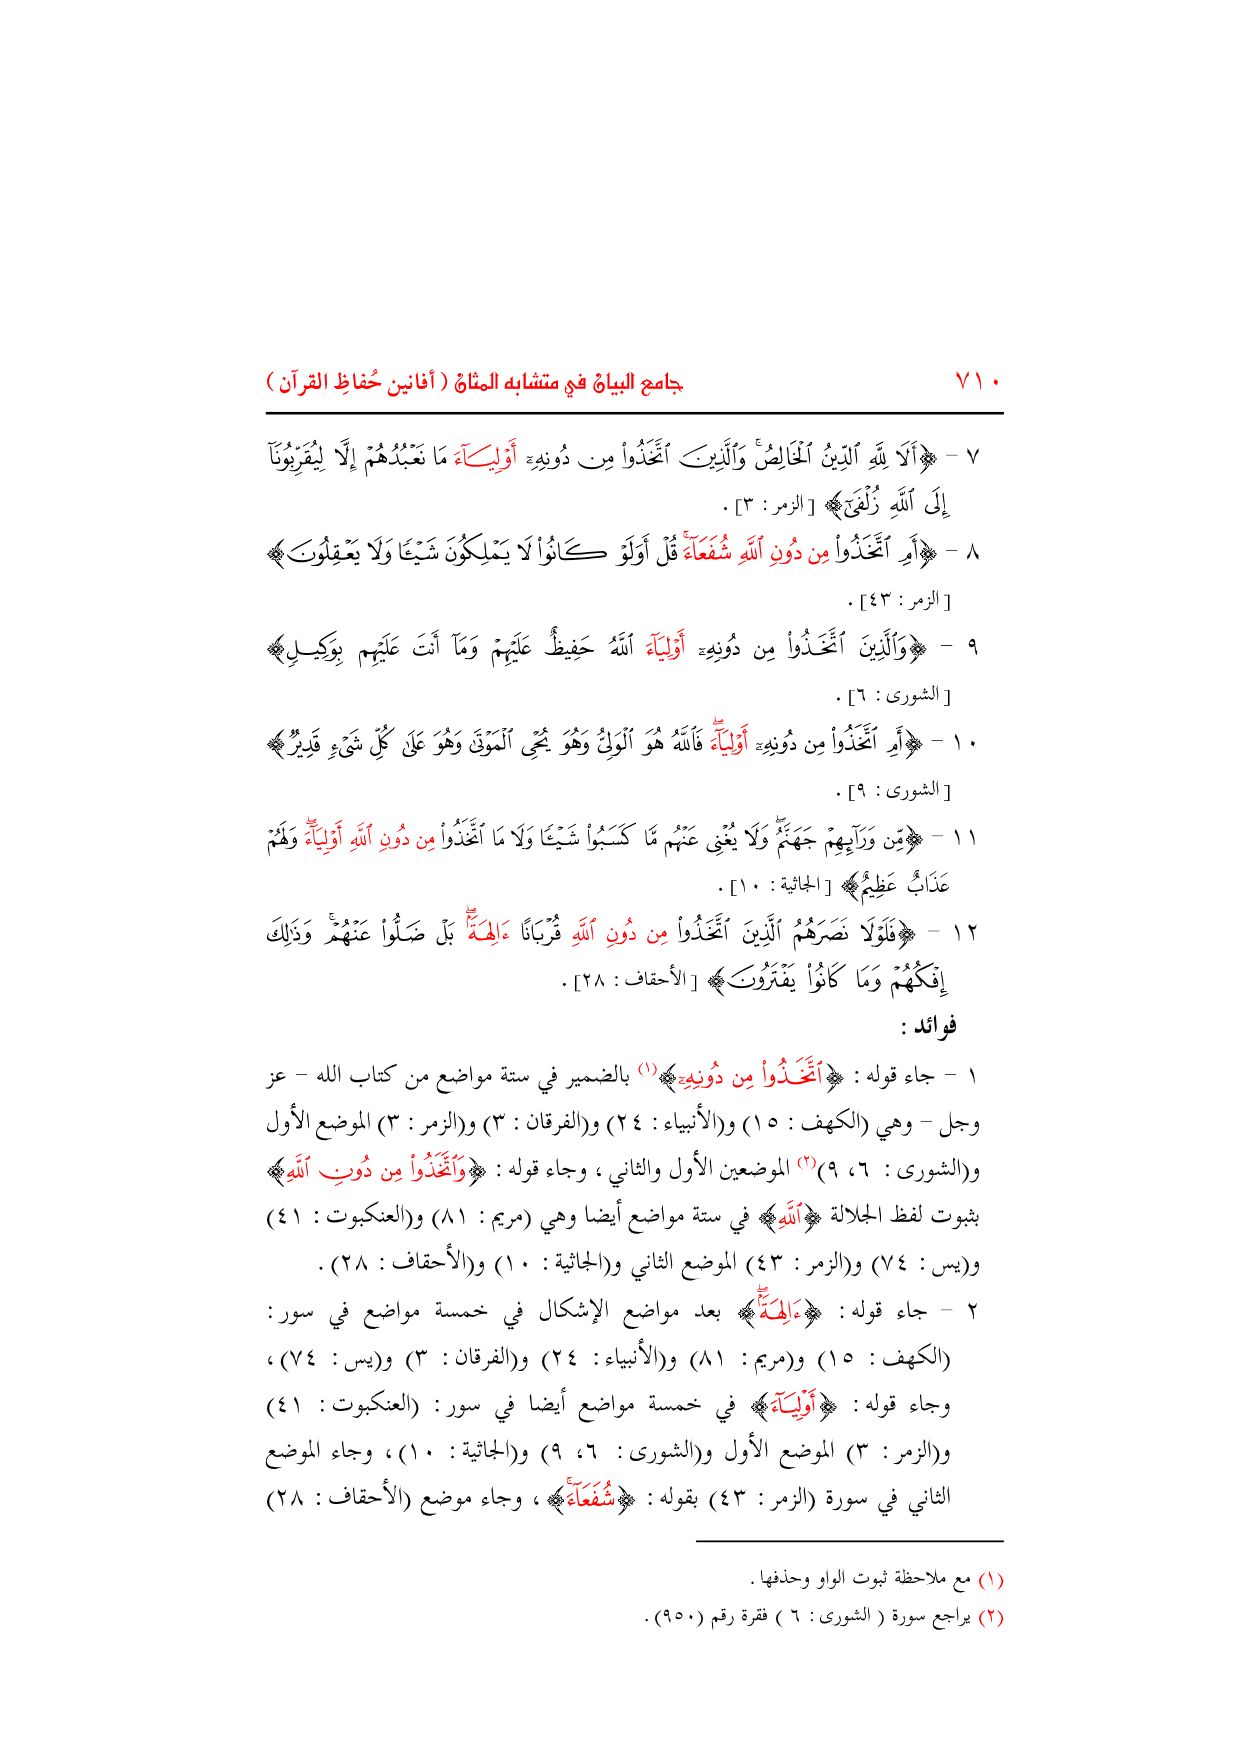 ٧١٠ جامع البيان في متشابه المثان ( أفانين حُفاظِ القرآن )
٧ – ﴿أَلَا لِلَّهِ ٱلدِّينُ ٱلْخَالِصُ ۚ وَٱلَّذِينَ ٱتَّخَذُوا۟ مِن دُونِهِۦٓ أَوْلِيَآءَ مَا نَعْبُدُهُمْ إِلَّا لِيُقَرِّبُونَآ
إِلَى ٱللَّهِ زُلْفَىٰٓ﴾ [الزمر : ٣] .
٨ – ﴿أَمِ ٱتَّخَذُوا۟ مِن دُونِ ٱللَّهِ شُفَعَآءَ ۚ قُلْ أَوَلَوْ كَانُوا۟ لَا يَمْلِكُونَ شَيْـًٔا وَلَا يَعْقِلُونَ﴾
[الزمر : ٤٣] .
٩ – ﴿وَٱلَّذِينَ ٱتَّخَذُوا۟ مِن دُونِهِۦٓ أَوْلِيَآءَ ٱللَّهُ حَفِيظٌ عَلَيْهِمْ وَمَآ أَنتَ عَلَيْهِم بِوَكِيلٍ﴾
[الشورى : ٦] .
١٠ – ﴿أَمِ ٱتَّخَذُوا۟ مِن دُونِهِۦٓ أَوْلِيَآءَ ۖ فَٱللَّهُ هُوَ ٱلْوَلِىُّ وَهُوَ يُحْىِ ٱلْمَوْتَىٰ وَهُوَ عَلَىٰ كُلِّ شَىْءٍ قَدِيرٌ﴾
[الشورى : ٩] .
١١ – ﴿مِّن وَرَآئِهِمْ جَهَنَّمُ ۖ وَلَا يُغْنِى عَنْهُم مَّا كَسَبُوا۟ شَيْـًٔا وَلَا مَا ٱتَّخَذُوا۟ مِن دُونِ ٱللَّهِ أَوْلِيَآءَ ۖ وَلَهُمْ
عَذَابٌ عَظِيمٌ﴾ [الجاثية : ١٠] .
١٢ – ﴿فَلَوْلَا نَصَرَهُمُ ٱلَّذِينَ ٱتَّخَذُوا۟ مِن دُونِ ٱللَّهِ قُرْبَانًا ءَالِهَةًۢ ۖ بَلْ ضَلُّوا۟ عَنْهُمْ ۚ وَذَٰلِكَ
إِفْكُهُمْ وَمَا كَانُوا۟ يَفْتَرُونَ﴾ [الأحقاف : ٢٨] .
فوائد :
١ – جاء قوله : ﴿ٱتَّخَذُوا۟ مِن دُونِهِۦٓ﴾(١) بالضمير في ستة مواضع من كتاب الله – عز
وجل – وهي (الكهف : ١٥) و(الأنبياء : ٢٤) و(الفرقان : ٣) و(الزمر : ٣) الموضع الأول
و(الشورى : ٦، ٩)(٢) الموضعين الأول والثاني ، وجاء قوله : ﴿وَٱتَّخَذُوا۟ مِن دُونِ ٱللَّهِ﴾
بثبوت لفظ الجلالة ﴿ٱللَّهِ﴾ في ستة مواضع أيضا وهي (مريم : ٨١) و(العنكبوت : ٤١)
و(يس : ٧٤) و(الزمر : ٤٣) الموضع الثاني و(الجاثية : ١٠) و(الأحقاف : ٢٨) .
٢ – جاء قوله : ﴿ءَالِهَةً ۖ﴾ بعد مواضع الإشكال في خمسة مواضع في سور :
(الكهف : ١٥) و(مريم : ٨١) و(الأنبياء : ٢٤) و(الفرقان : ٣) و(يس : ٧٤) ،
وجاء قوله : ﴿أَوْلِيَآءَ﴾ في خمسة مواضع أيضا في سور : (العنكبوت : ٤١)
و(الزمر : ٣) الموضع الأول و(الشورى : ٦، ٩) و(الجاثية : ١٠) ، وجاء الموضع
الثاني في سورة (الزمر : ٤٣) بقوله : ﴿شُفَعَآءَ ۚ﴾ ، وجاء موضع (الأحقاف : ٢٨)
(١) مع ملاحظة ثبوت الواو وحذفها .
(٢) يراجع سورة ( الشورى : ٦ ) فقرة رقم (٩٥٠) .